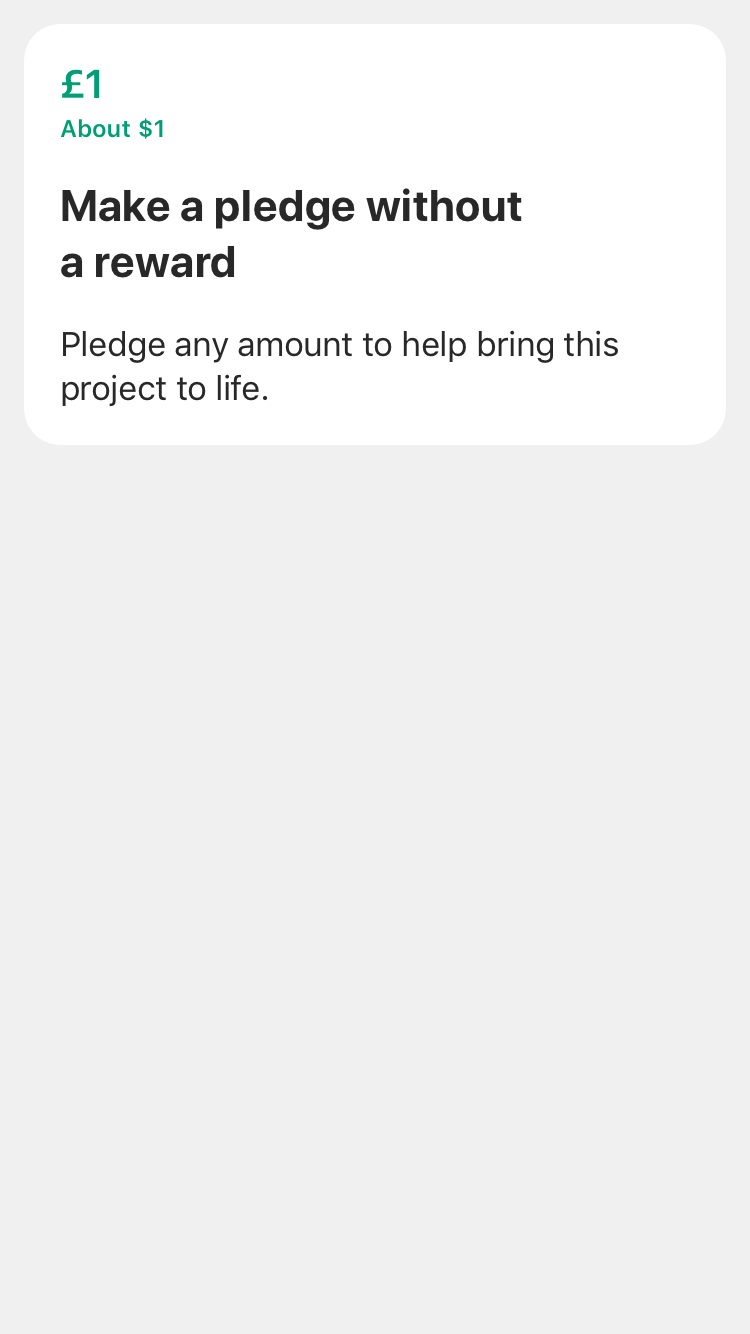 £1
About $1
Make a pledge without
a reward
Pledge any amount to help bring this
project to life.